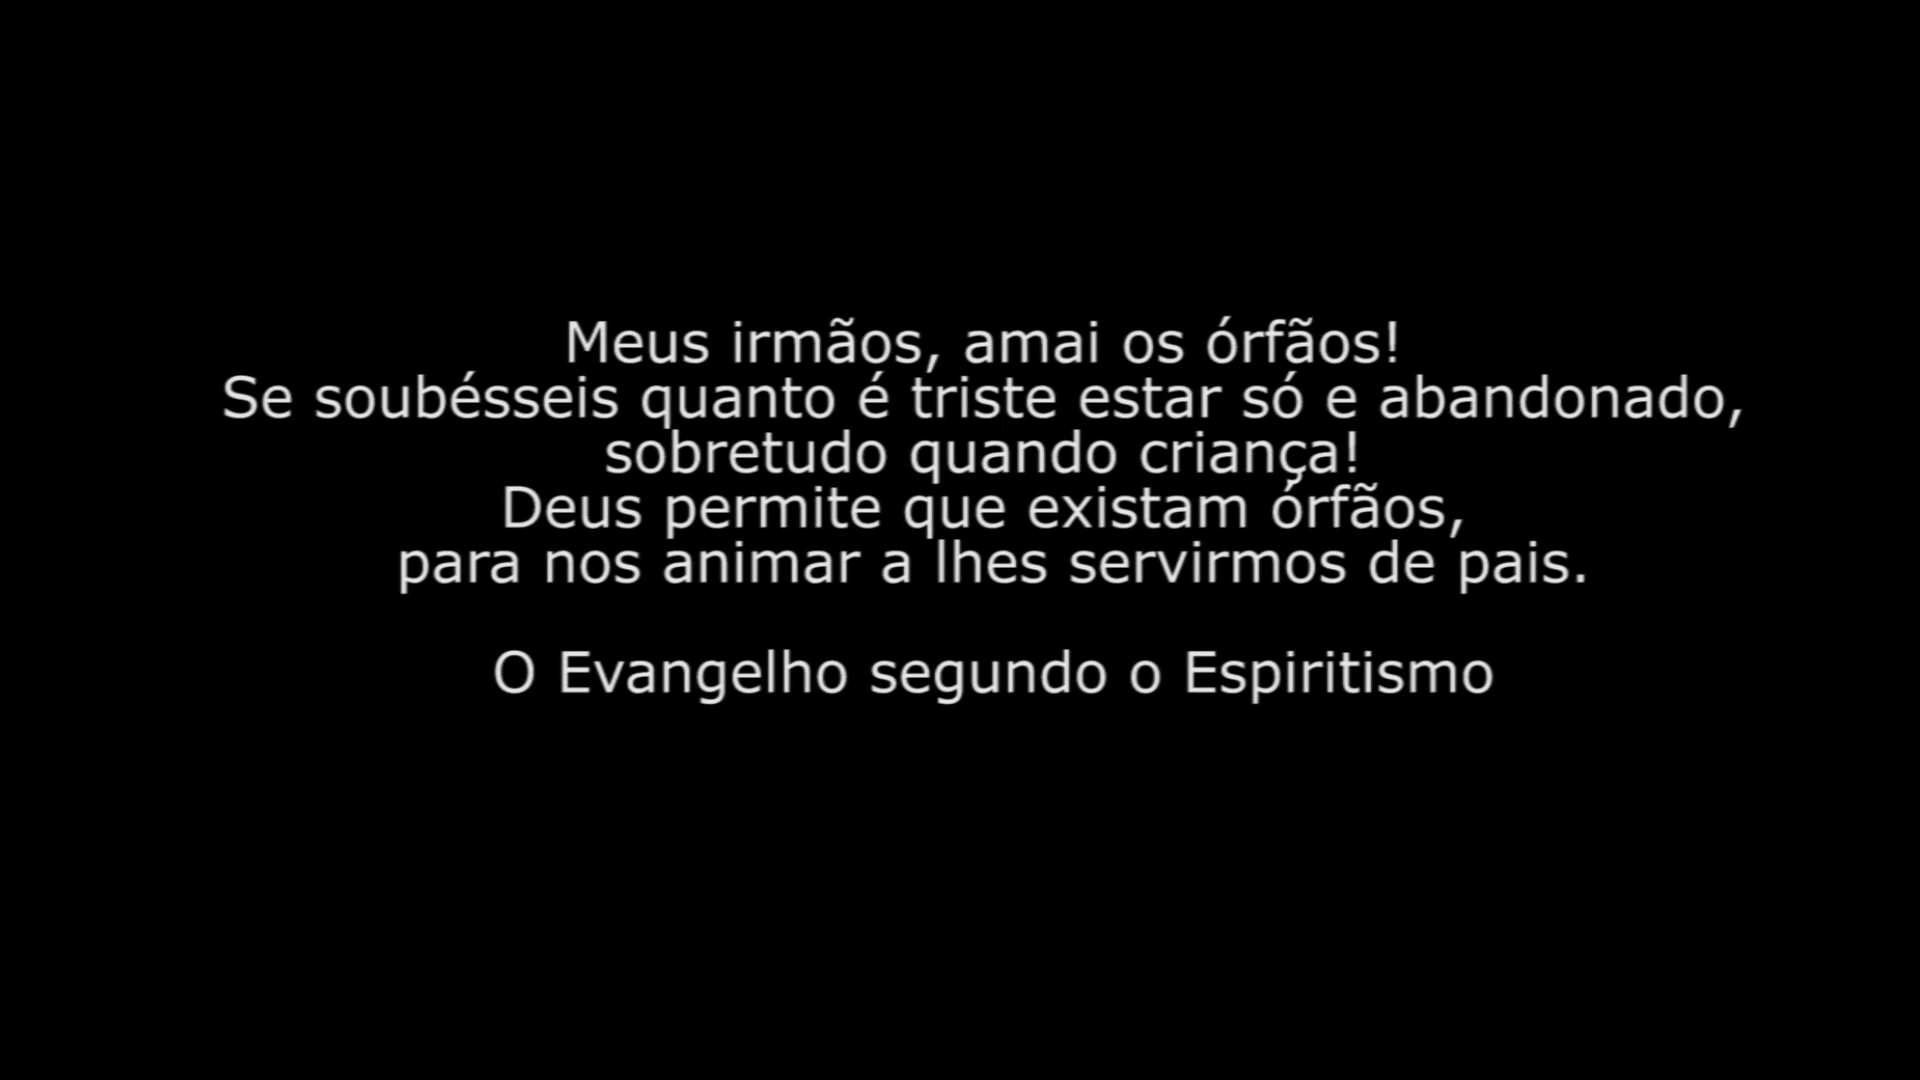 Meus irmãos, amai os órfãos!
Se soubésseis quanto é triste estar só e abandonado,
sobretudo quando criança!
Deus permite que existam órfãos,
para nos animar a lhes servirmos de pais.
O Evangelho segundo o Espiritismo